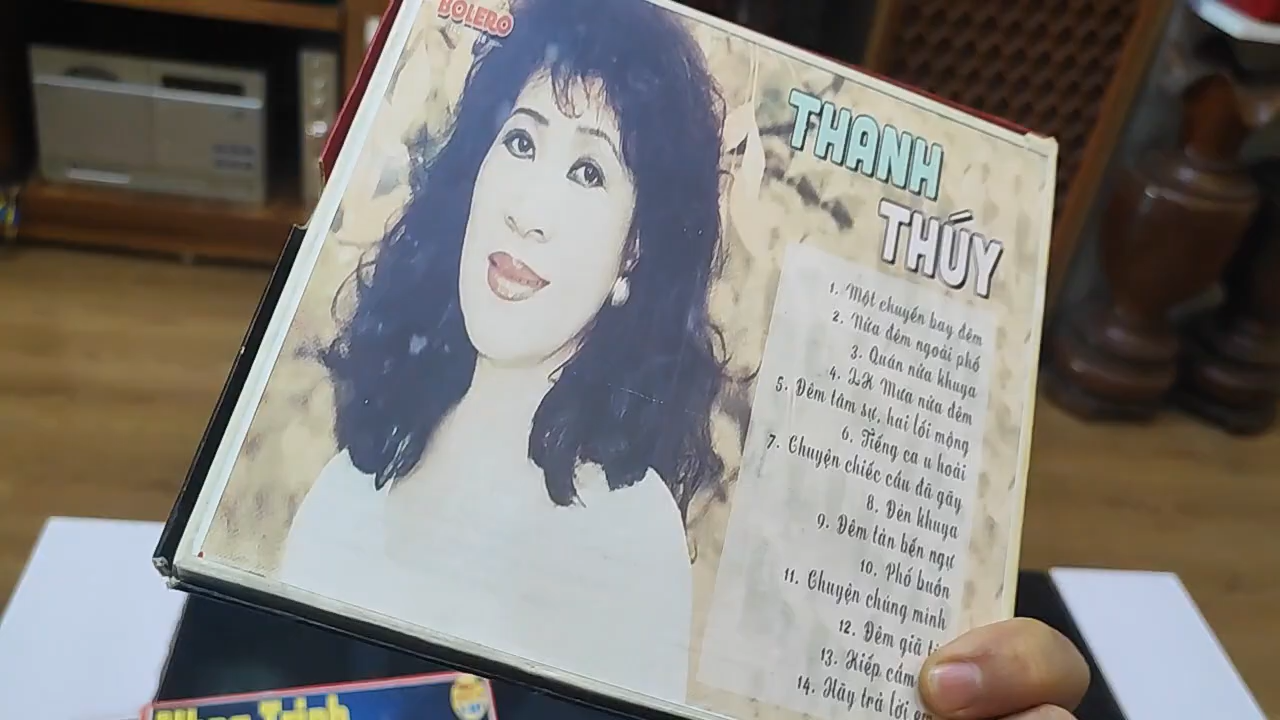 BOLERO
THANH
THÚY
1. Một chuyến bay đêm
2. Nửa đêm ngoài phố
3. Quán nửa khuya
4. LK Mưa nửa đêm
5. Đêm tâm sự, hai lối mộng
6. Tiếng ca u hoài
7. Chuyện chiếc cầu đã gãy
8. Đèn khuya
9. Đêm tàn bến ngự
10. Phố buồn
11. Chuyện chúng mình
12. Đêm giã
13. Kiếp cầm
14. Hãy trả lời em
Trịnh